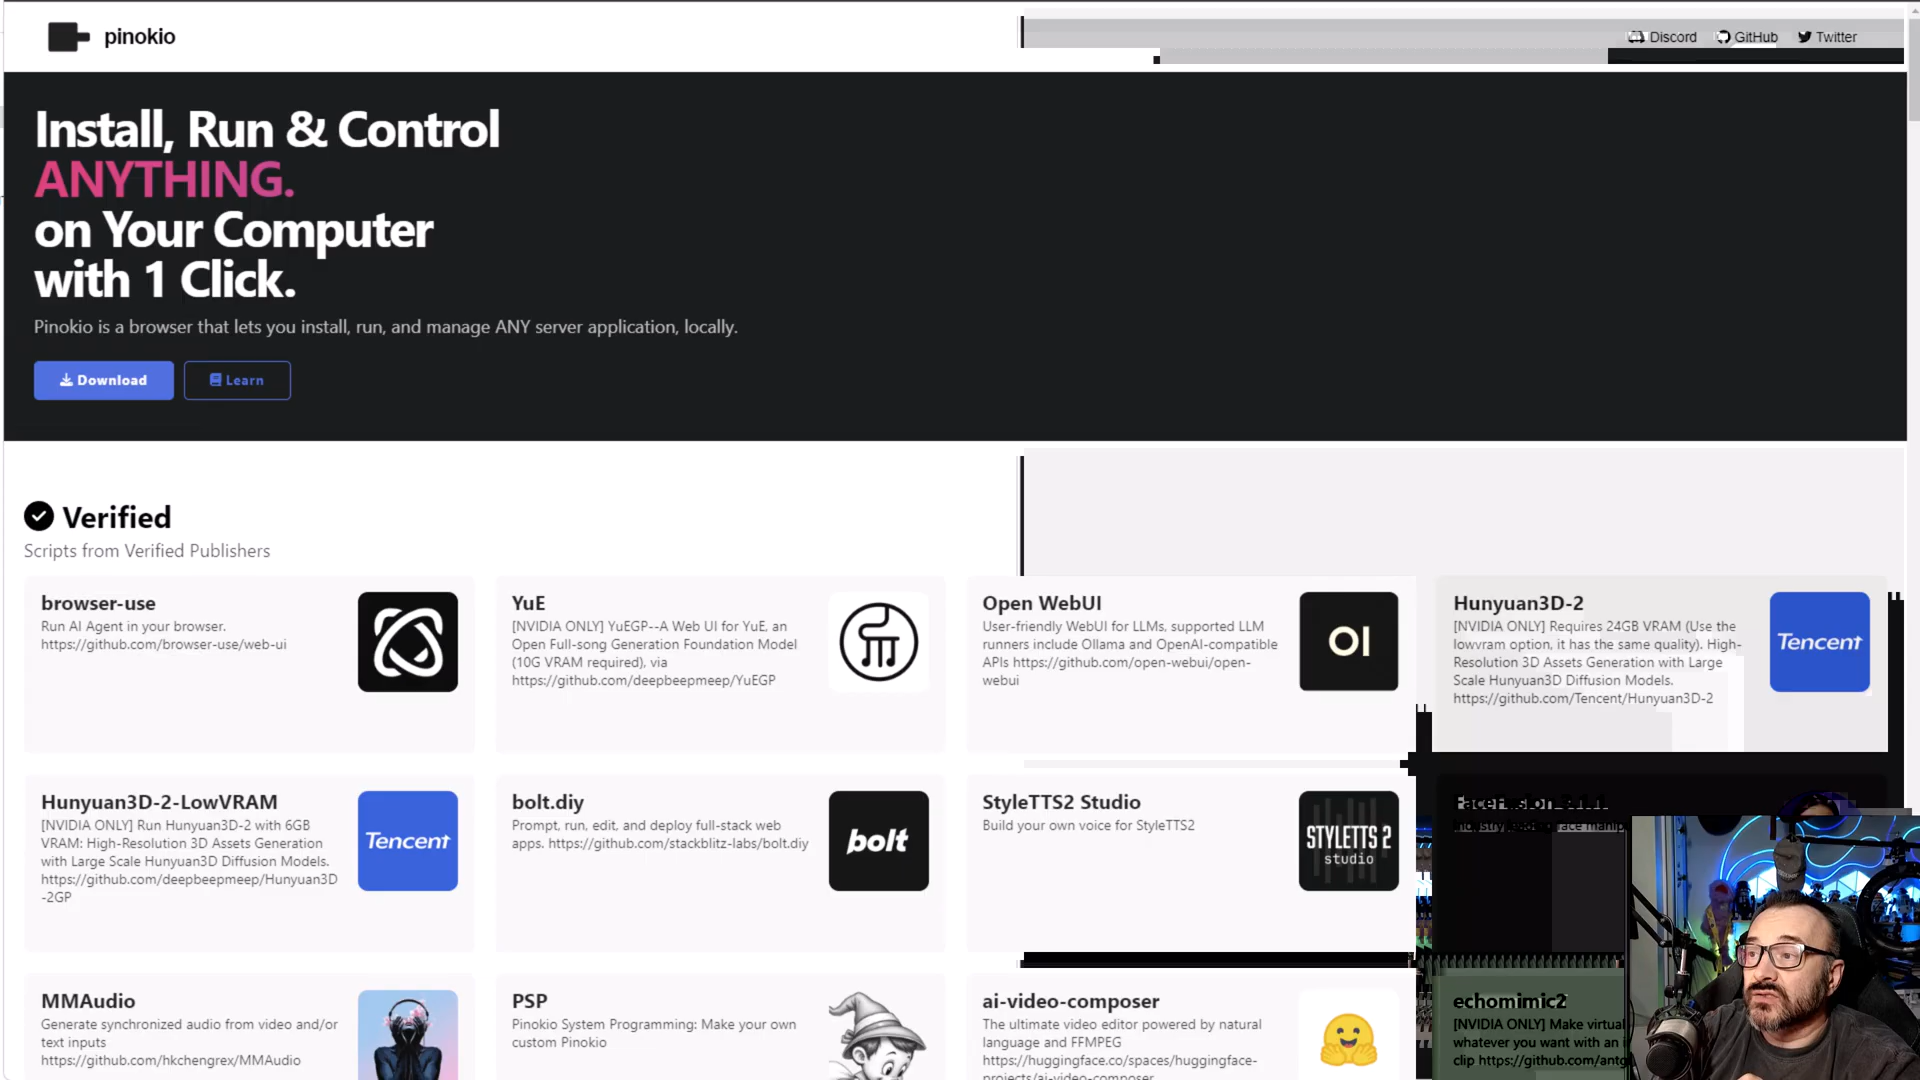 pinokio
Discord
GitHub
Twitter
Install, Run & Control
ANYTHING.
on Your Computer
with 1 Click.
Pinokio is a browser that lets you install, run, and manage ANY server application, locally.
Download
Learn
Verified
Scripts from Verified Publishers
browser-use
Run AI Agent in your browser.
https://github.com/browser-use/web-ui
YuE
[NVIDIA ONLY] YuEGP--A Web UI for YuE, an
Open Full-song Generation Foundation Model
(10G VRAM required), via
https://github.com/deepbeepmeep/YuEGP
Open WebUI
User-friendly WebUI for LLMs, supported LLM
runners include Ollama and OpenAI-compatible
APIs https://github.com/open-webui/open-
webui
OI
Hunyuan3D-2
[NVIDIA ONLY] Requires 24GB VRAM (Use the
lowvram option, it has the same quality). High-
Resolution 3D Assets Generation with Large
Scale Hunyuan3D Diffusion Models.
https://github.com/Tencent/Hunyuan3D-2
Tencent
Hunyuan3D-2-LowVRAM
[NVIDIA ONLY] Run Hunyuan3D-2 with 6GB
VRAM: High-Resolution 3D Assets Generation
with Large Scale Hunyuan3D Diffusion Models.
https://github.com/deepbeepmeep/Hunyuan3D
-2GP
Tencent
bolt.diy
Prompt, run, edit, and deploy full-stack web
apps. https://github.com/stackblitz-labs/bolt.diy
bolt
StyleTTS2 Studio
Build your own voice for StyleTTS2
STYLETTS 2
studio
FaceFusion
MMAudio
Generate synchronized audio from video and/or
text inputs
https://github.com/hkchengrex/MMAudio
PSP
Pinokio System Programming: Make your own
custom Pinokio
ai-video-composer
The ultimate video editor powered by natural
language and FFMPEG
https://huggingface.co/spaces/huggingface-
projects/ai-video-composer
echomimic2
[NVIDIA ONLY] Make virtual
whatever you want with an i
clip https://github.com/antg